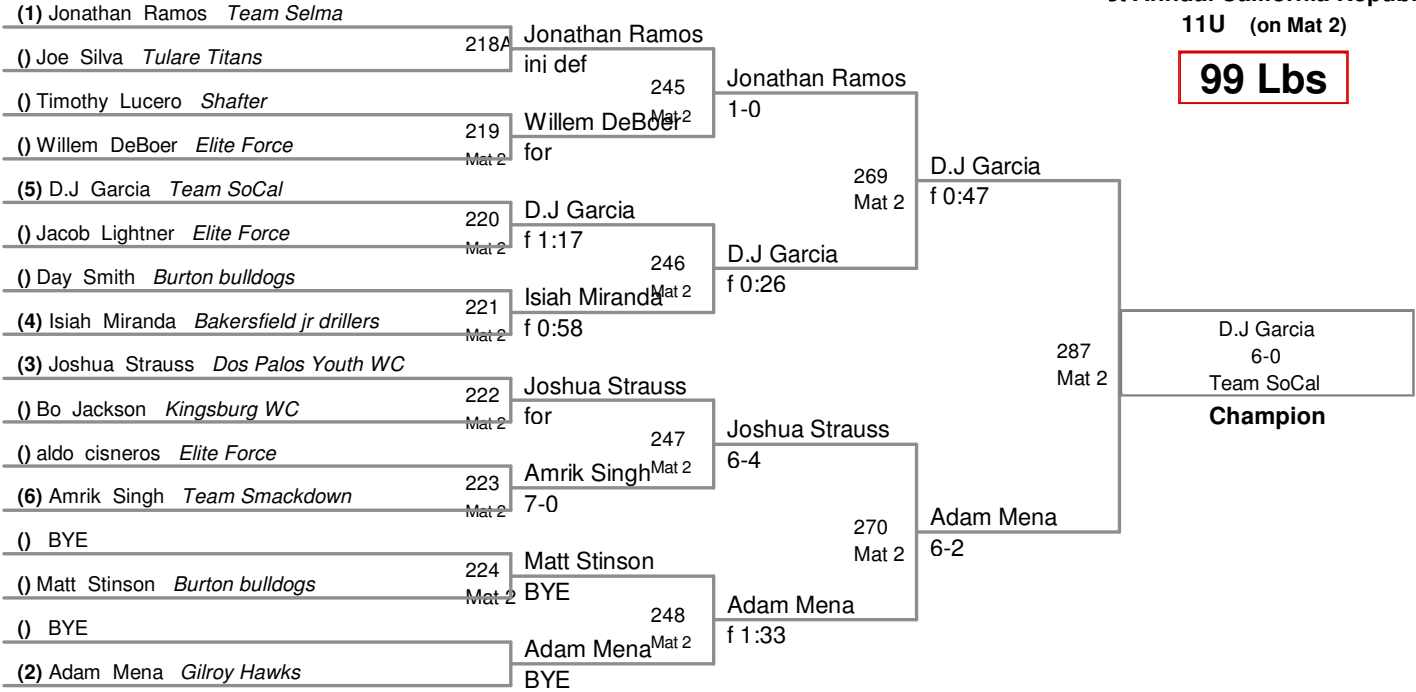 Annual California
11U (on Mat 2)
99 Lbs
(1) Jonathan Ramos Team Selma
() Joe Silva Tulare Titans
() Timothy Lucero Shafter
() Willem DeBoer Elite Force
(5) D.J Garcia Team SoCal
() Jacob Lightner Elite Force
() Day Smith Burton bulldogs
(4) Isiah Miranda Bakersfield jr drillers
(3) Joshua Strauss Dos Palos Youth WC
() Bo Jackson Kingsburg WC
() aldo cisneros Elite Force
(6) Amrik Singh Team Smackdown
() BYE
() Matt Stinson Burton bulldogs
() BYE
(2) Adam Mena Gilroy Hawks
218A
219
Mat 2
220
Mat 2
221
Mat 2
222
Mat 2
223
Mat 2
224
Mat 2
Jonathan Ramos
inj def
Willem DeBoer
for
D.J Garcia
f 1:17
Isiah Miranda
f 0:58
Joshua Strauss
for
Amrik Singh
7-0
Matt Stinson
BYE
Adam Mena
BYE
245
Mat 2
246
Mat 2
247
Mat 2
248
Mat 2
Jonathan Ramos
1-0
D.J Garcia
f 0:26
Joshua Strauss
6-4
Adam Mena
f 1:33
269
Mat 2
270
Mat 2
D.J Garcia
f 0:47
Adam Mena
6-2
287
Mat 2
D.J Garcia
6-0
Team SoCal
Champion